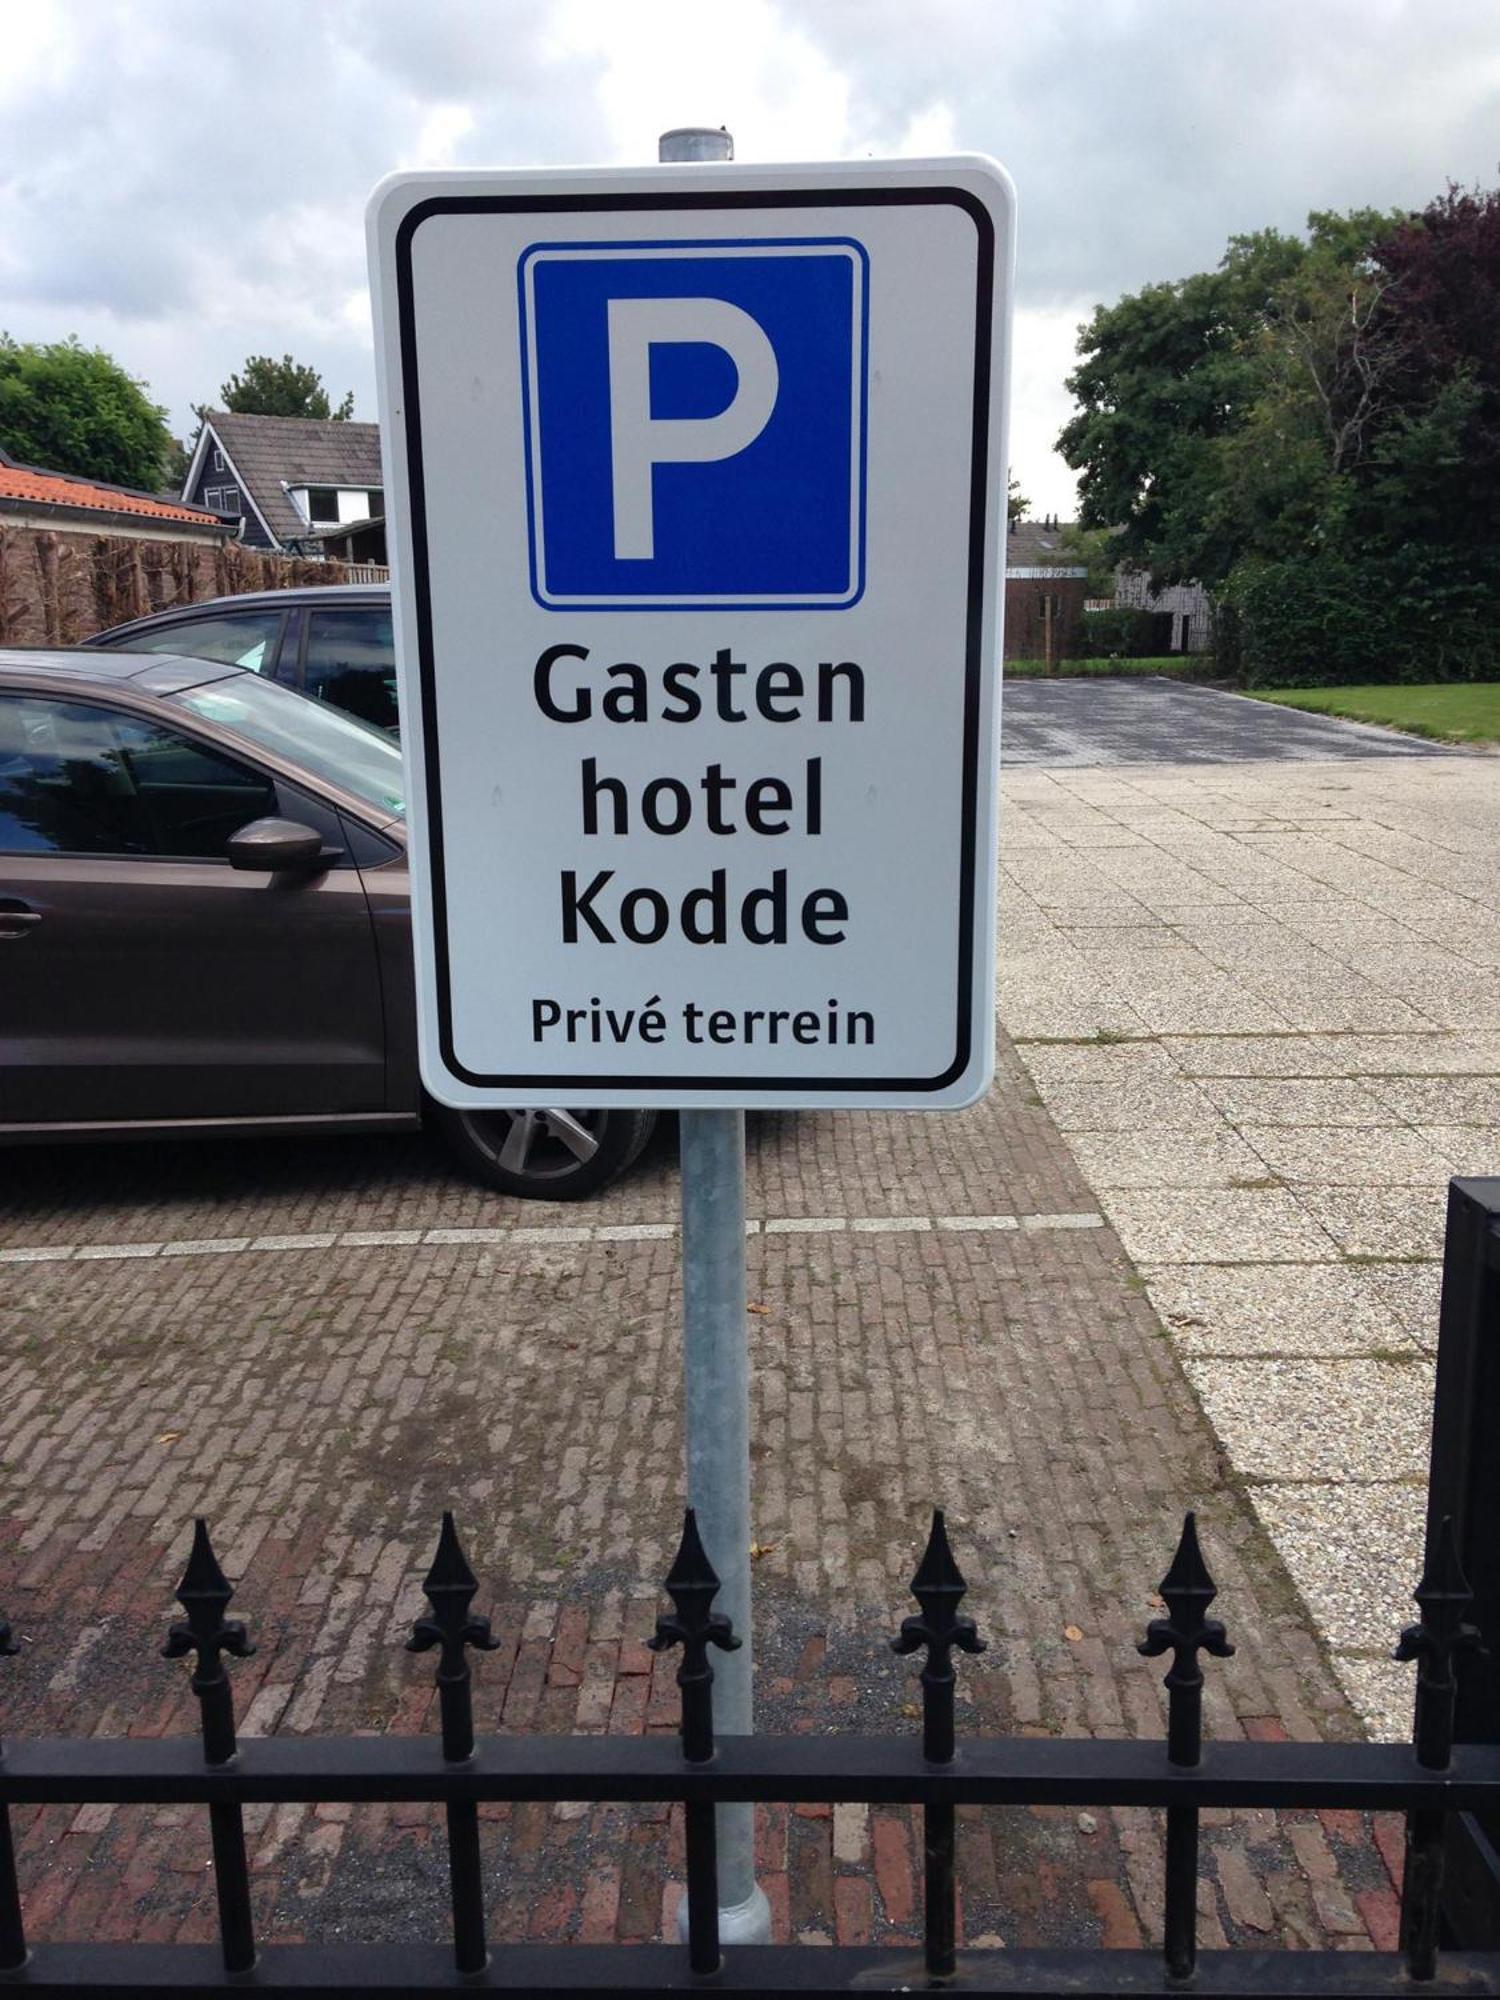 P
Gasten
hotel
Kodde
Privé terrein